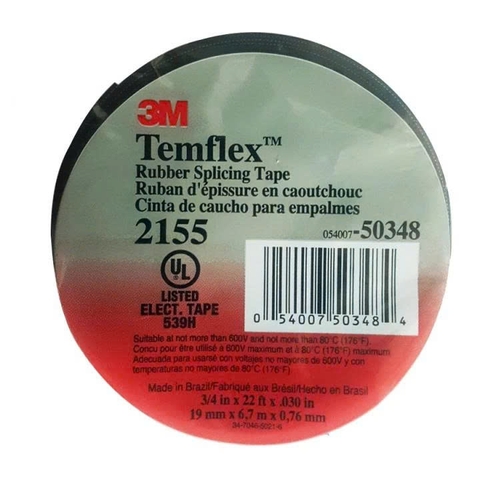 3M
Temflex™
Rubber Splicing Tape
Ruban d'épissure en caoutchouc
Cinta de caucho para empalmes
2155
054007-50348
UL
LISTED
ELECT. TAPE
539H
0 54007 50348 4
Suitable at not more than 600V and not more than 80°C (176°F).
Concu pour être utilisé à 600V maximum et à 80°C (176°F) maximum.
Adecuada para usarsé con voltajes no mayores de 600V y con
temperaturas no mayores de 80°C (176°F).
Made in Brazil/Fabriqué aux Brésil/Hecho en Brasil
3/4 in x 22 ft x .030 in
19 mm x 6,7 m x 0,76 mm